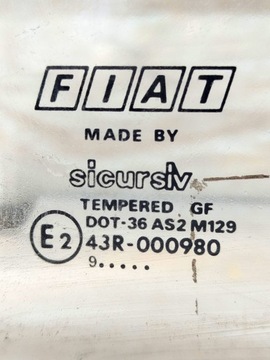 FIAT
MADE BY
sicursiv
TEMPERED GF
DOT-36 AS2 M129
E2 43R-000980
9.....